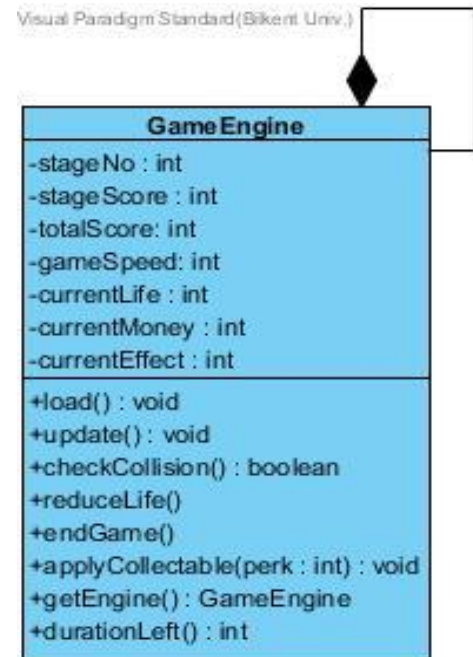 Visual Paradigm Standard(Bilkent Univ.)
GameEngine
-stageNo : int
-stageScore : int
-totalScore: int
-gameSpeed: int
-currentLife : int
-currentMoney : int
-currentEffect : int
+load() : void
+update() : void
+checkCollision() : boolean
+reduceLife()
+endGame()
+applyCollectable(perk : int) : void
+getEngine() : GameEngine
+durationLeft() : int